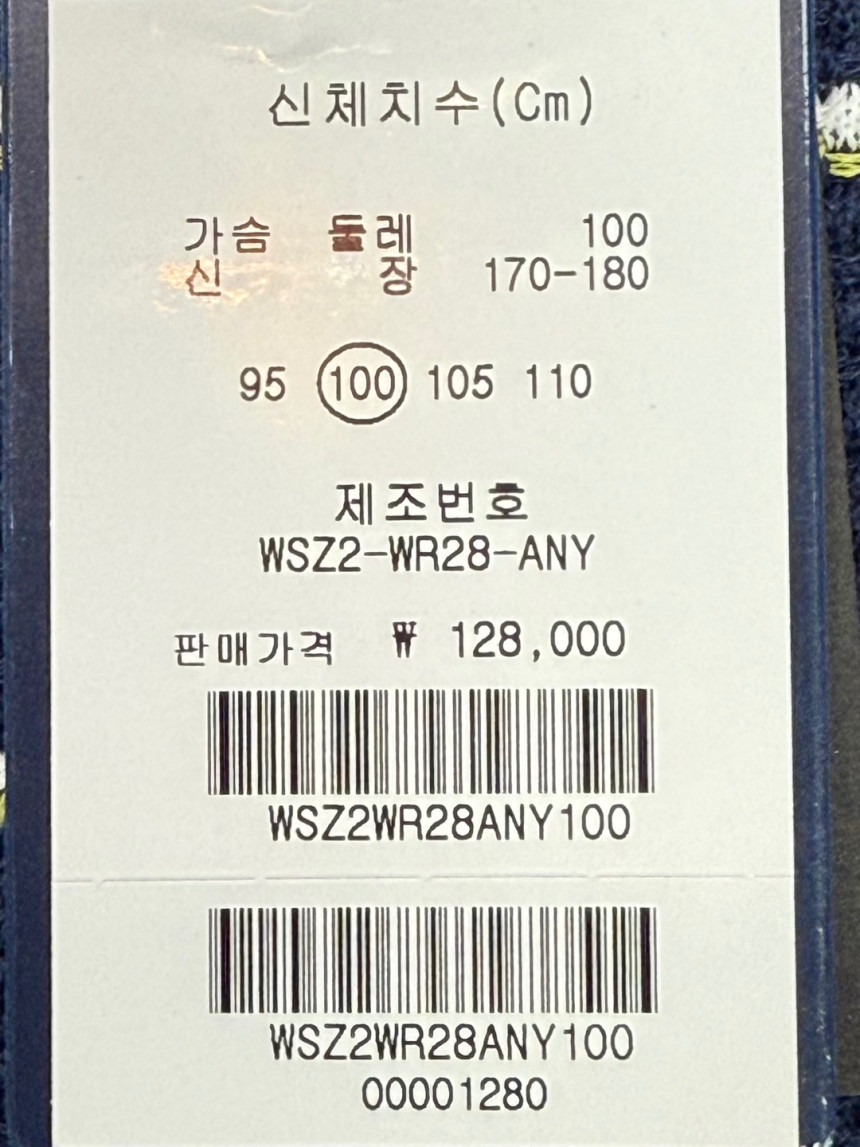 신체치수(Cm)
가슴 둘레 100
신 장 170-180
95 100 105 110
제조번호
WSZ2-WR28-ANY
판매가격 ₩ 128,000
WSZ2WR28ANY100
WSZ2WR28ANY100
00001280